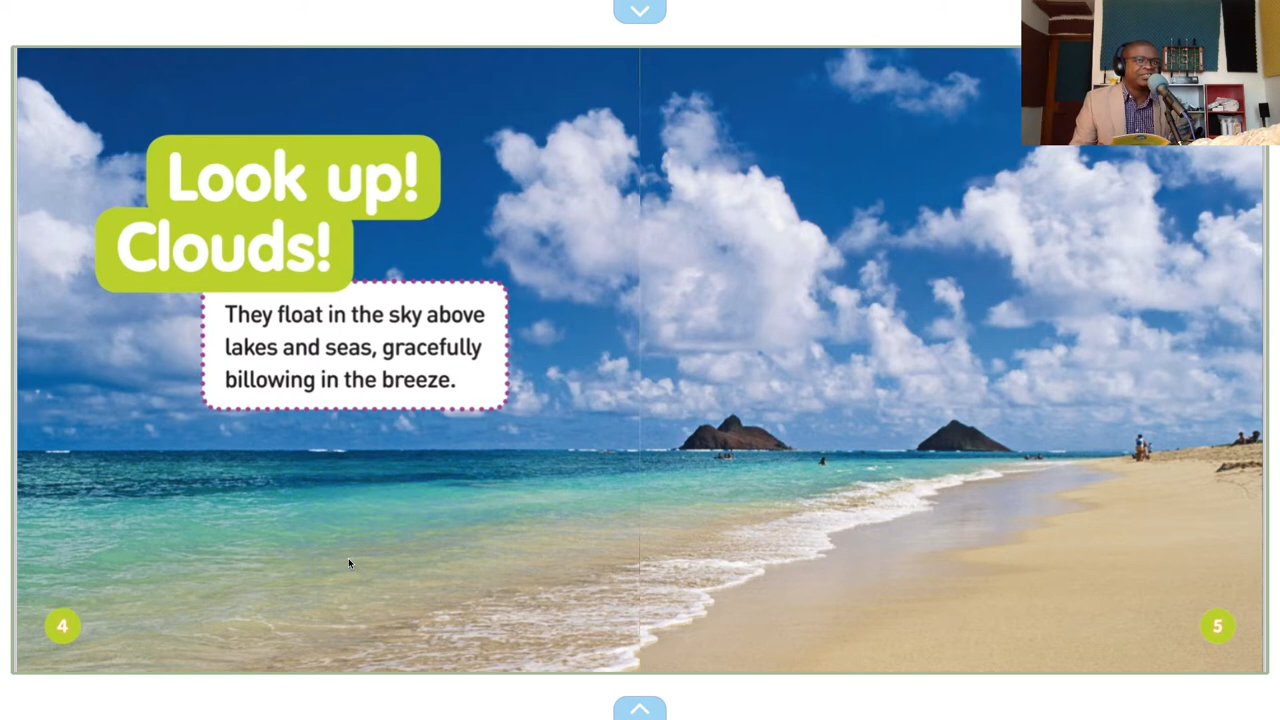 Look up!
Clouds!
They float in the sky above
lakes and seas, gracefully
billowing in the breeze.
4
5